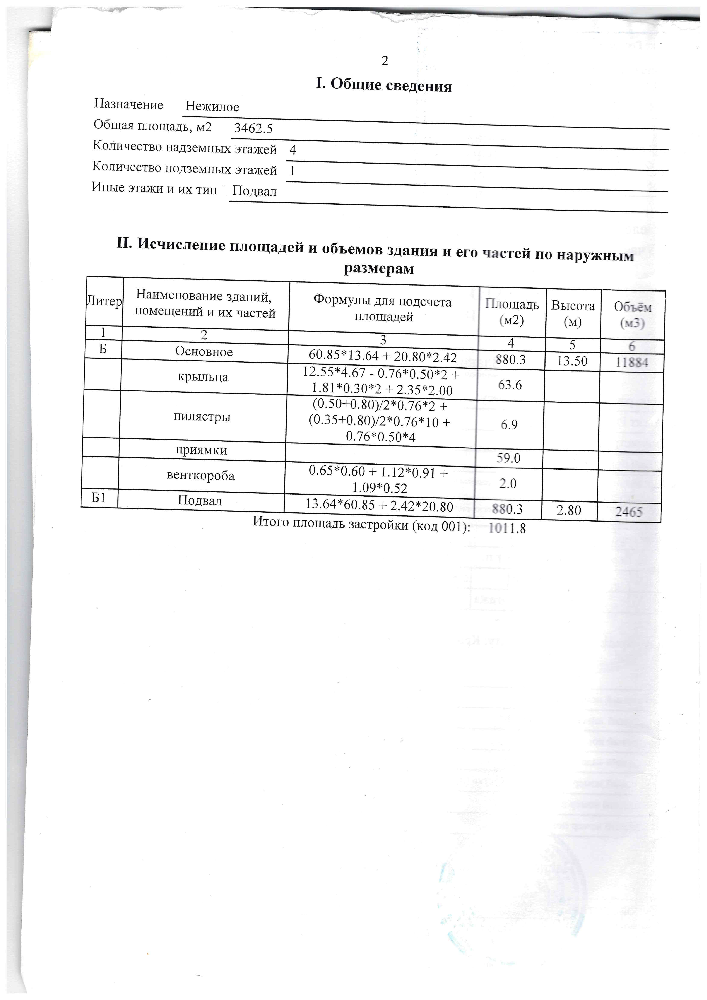 2
I. Общие сведения
Назначение Нежилое
Общая площадь, м2 3462.5
Количество надземных этажей 4
Количество подземных этажей 1
Иные этажи и их тип Подвал
II. Исчисление площадей и объемов здания и его частей по наружным
размерам
Литер Наименование зданий, помещений и их частей Формулы для подсчета площадей Площадь (м2) Высота (м) Объём (м3)
1 2 3 4 5 6
Б Основное 60.85*13.64 + 20.80*2.42 880.3 13.50 11884
крыльца 12.55*4.67 - 0.76*0.50*2 +
1.81*0.30*2 + 2.35*2.00 63.6
пилястры (0.50+0.80)/2*0.76*2 +
(0.35+0.80)/2*0.76*10 +
0.76*0.50*4 6.9
приямки 59.0
венткороба 0.65*0.60 + 1.12*0.91 +
1.09*0.52 2.0
Б1 Подвал 13.64*60.85 + 2.42*20.80 880.3 2.80 2465
Итого площадь застройки (код 001): 1011.8